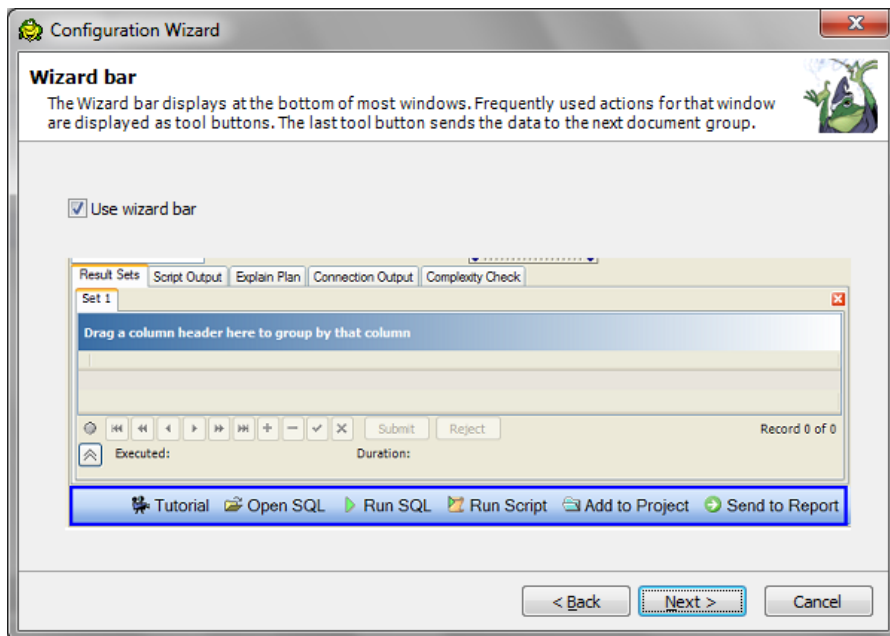 Configuration Wizard
Wizard bar
The Wizard bar displays at the bottom of most windows. Frequently used actions for that window
are displayed as tool buttons. The last tool button sends the data to the next document group.
Use wizard bar
Result Sets Script Output Explain Plan Connection Output Complexity Check
Set 1
Drag a column header here to group by that column
Submit Reject Record 0 of 0
Executed: Duration:
Tutorial Open SQL Run SQL Run Script Add to Project Send to Report
< Back Next > Cancel